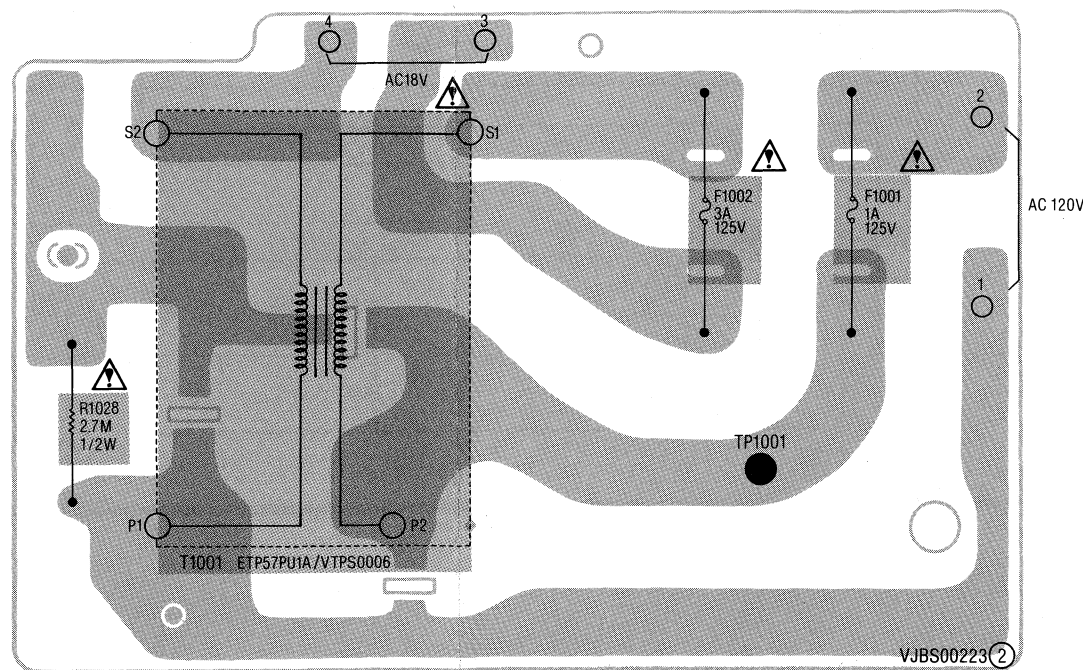 4
3
AC18V
S2
S1
2
F1002
3A
125V
F1001
1A
125V
AC 120V
1
R1028
2.7M
1/2W
TP1001
P1
P2
T1001 ETP57PU1A/VTPS0006
VJBS00223 2